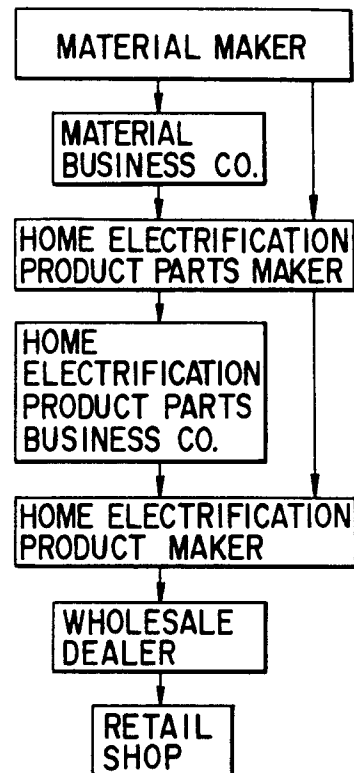 MATERIAL MAKER
MATERIAL
BUSINESS CO.
HOME ELECTRIFICATION
PRODUCT PARTS MAKER
HOME
ELECTRIFICATION
PRODUCT PARTS
BUSINESS CO.
HOME ELECTRIFICATION
PRODUCT MAKER
WHOLESALE
DEALER
RETAIL
SHOP